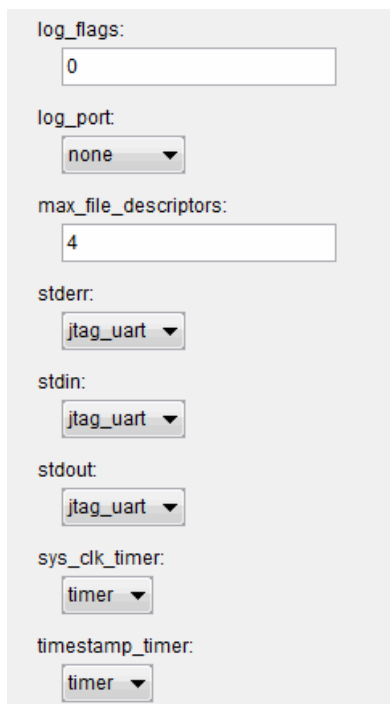 log_flags:
0
log_port:
none
max_file_descriptors:
4
stderr:
jtag_uart
stdin:
jtag_uart
stdout:
jtag_uart
sys_clk_timer:
timer
timestamp_timer:
timer